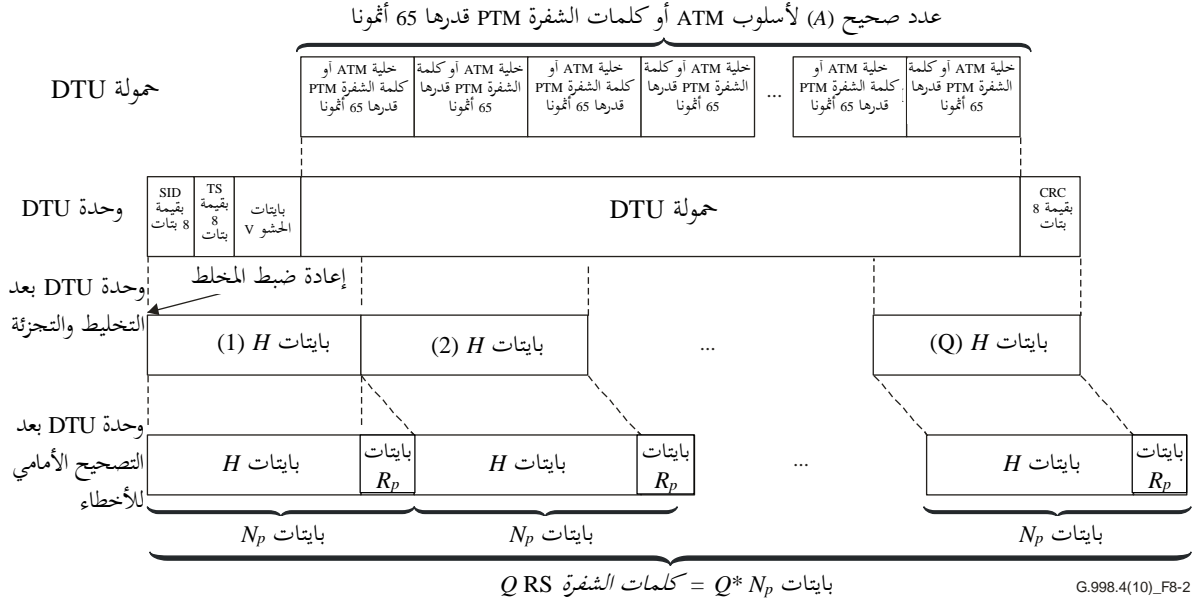 عدد صحيح (A) لأسلوب ATM أو كلمات الشفرة PTM قدرها 65 أثمونا
حمولة DTU
خلية ATM أو
كلمة الشفرة PTM
قدرها 65 أثمونا
خلية ATM أو كلمة
الشفرة PTM قدرها
65 أثمونا
خلية ATM أو
كلمة الشفرة PTM
قدرها 65 أثمونا
خلية ATM أو كلمة
الشفرة PTM قدرها
65 أثمونا
...
خلية ATM أو
كلمة الشفرة PTM
قدرها 65 أثمونا
خلية ATM أو كلمة
الشفرة PTM قدرها
65 أثمونا
وحدة DTU
SID
بقيمة
8 بتات
TS
بقيمة
8
بتات
بايتات
الحشو V
حمولة DTU
CRC
بقيمة 8
بتات
إعادة ضبط المخلط
وحدة DTU بعد
التخليط والتجزئة
بايتات H (1)
بايتات H (2)
...
بايتات H (Q)
وحدة DTU بعد
التصحيح الأمامي
للأخطاء
بايتات H
بايتات
Rp
بايتات H
بايتات
Rp
...
بايتات H
بايتات
Rp
بايتات Np
بايتات Np
بايتات Np
بايتات Q* Np = كلمات الشفرة Q RS
G.998.4(10)_F8-2